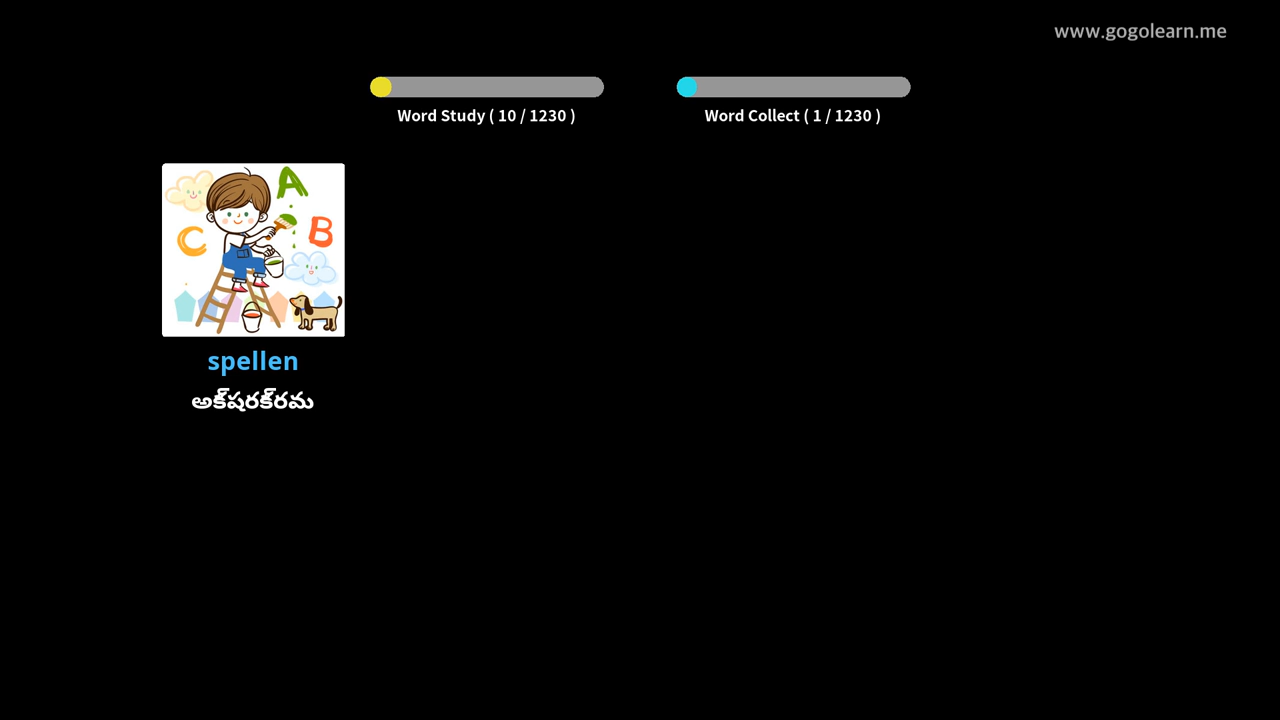 www.gogolearn.me
Word Study ( 10 / 1230 )
Word Collect ( 1 / 1230 )
A
B
C
spellen
అక్‌షరక్‌రమ